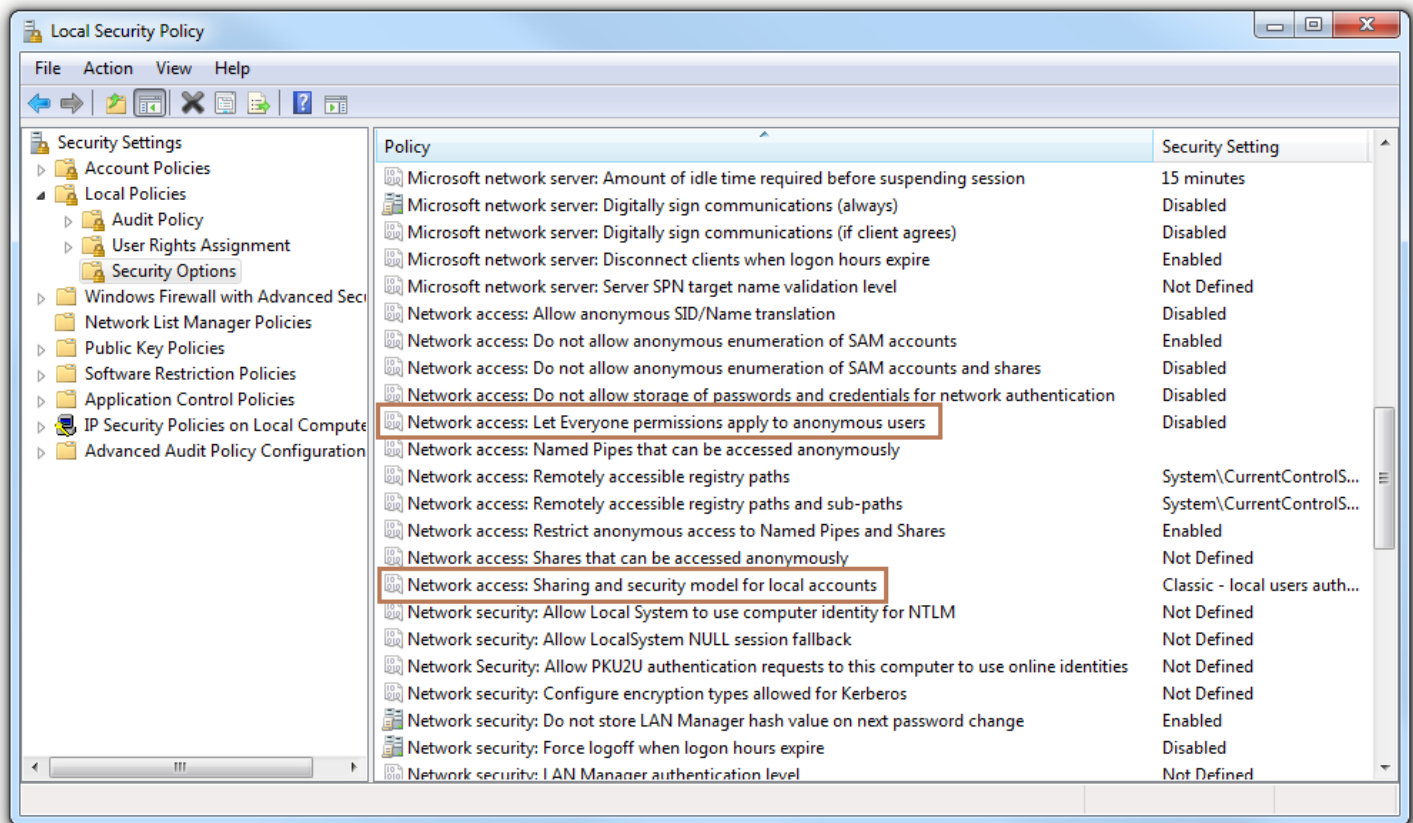 Local Security Policy
File Action View Help
Security Settings
Account Policies
Local Policies
Audit Policy
User Rights Assignment
Security Options
Windows Firewall with Advanced Secu
Network List Manager Policies
Public Key Policies
Software Restriction Policies
Application Control Policies
IP Security Policies on Local Compute
Advanced Audit Policy Configuration
Policy Security Setting
Microsoft network server: Amount of idle time required before suspending session 15 minutes
Microsoft network server: Digitally sign communications (always) Disabled
Microsoft network server: Digitally sign communications (if client agrees) Disabled
Microsoft network server: Disconnect clients when logon hours expire Enabled
Microsoft network server: Server SPN target name validation level Not Defined
Network access: Allow anonymous SID/Name translation Disabled
Network access: Do not allow anonymous enumeration of SAM accounts Enabled
Network access: Do not allow anonymous enumeration of SAM accounts and shares Disabled
Network access: Do not allow storage of passwords and credentials for network authentication Disabled
Network access: Let Everyone permissions apply to anonymous users Disabled
Network access: Named Pipes that can be accessed anonymously
Network access: Remotely accessible registry paths System\CurrentControlS...
Network access: Remotely accessible registry paths and sub-paths System\CurrentControlS...
Network access: Restrict anonymous access to Named Pipes and Shares Enabled
Network access: Shares that can be accessed anonymously Not Defined
Network access: Sharing and security model for local accounts Classic - local users auth...
Network security: Allow Local System to use computer identity for NTLM Not Defined
Network security: Allow LocalSystem NULL session fallback Not Defined
Network Security: Allow PKU2U authentication requests to this computer to use online identities Not Defined
Network security: Configure encryption types allowed for Kerberos Not Defined
Network security: Do not store LAN Manager hash value on next password change Enabled
Network security: Force logoff when logon hours expire Disabled
Network security: LAN Manager authentication level Not Defined